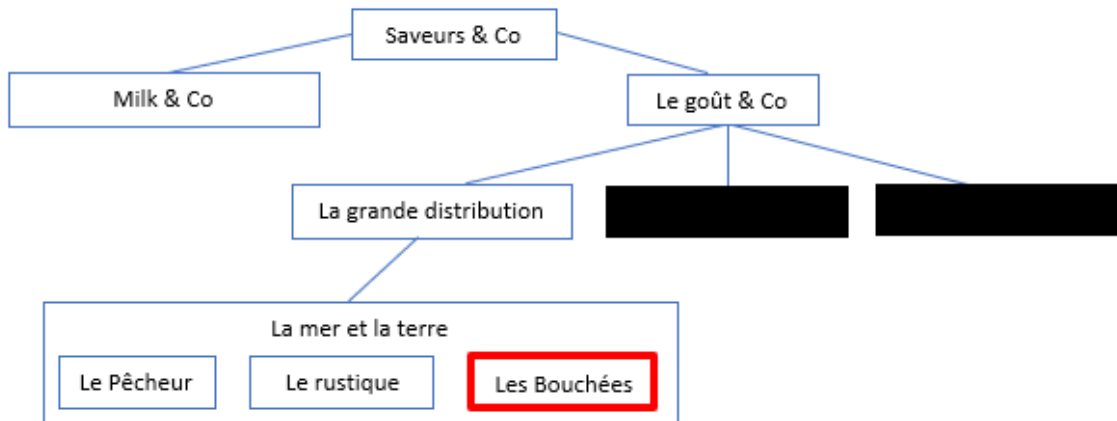 Saveurs & Co
Milk & Co
Le goût & Co
La grande distribution
La mer et la terre
Le Pêcheur
Le rustique
Les Bouchées